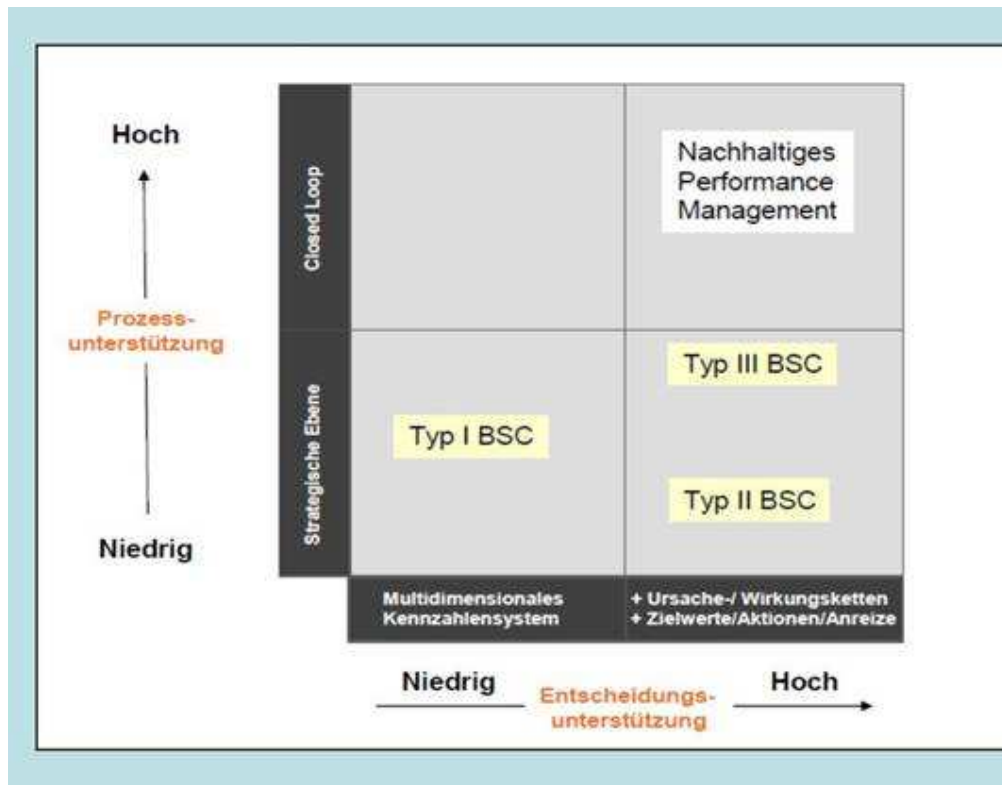 Hoch
Prozess-
unterstützung
Niedrig
Closed Loop
Strategische Ebene
Nachhaltiges
Performance
Management
Typ III BSC
Typ I BSC
Typ II BSC
Multidimensionales
Kennzahlensystem
+ Ursache-/ Wirkungsketten
+ Zielwerte/Aktionen/Anreize
Niedrig
Entscheidungs-
unterstützung
Hoch